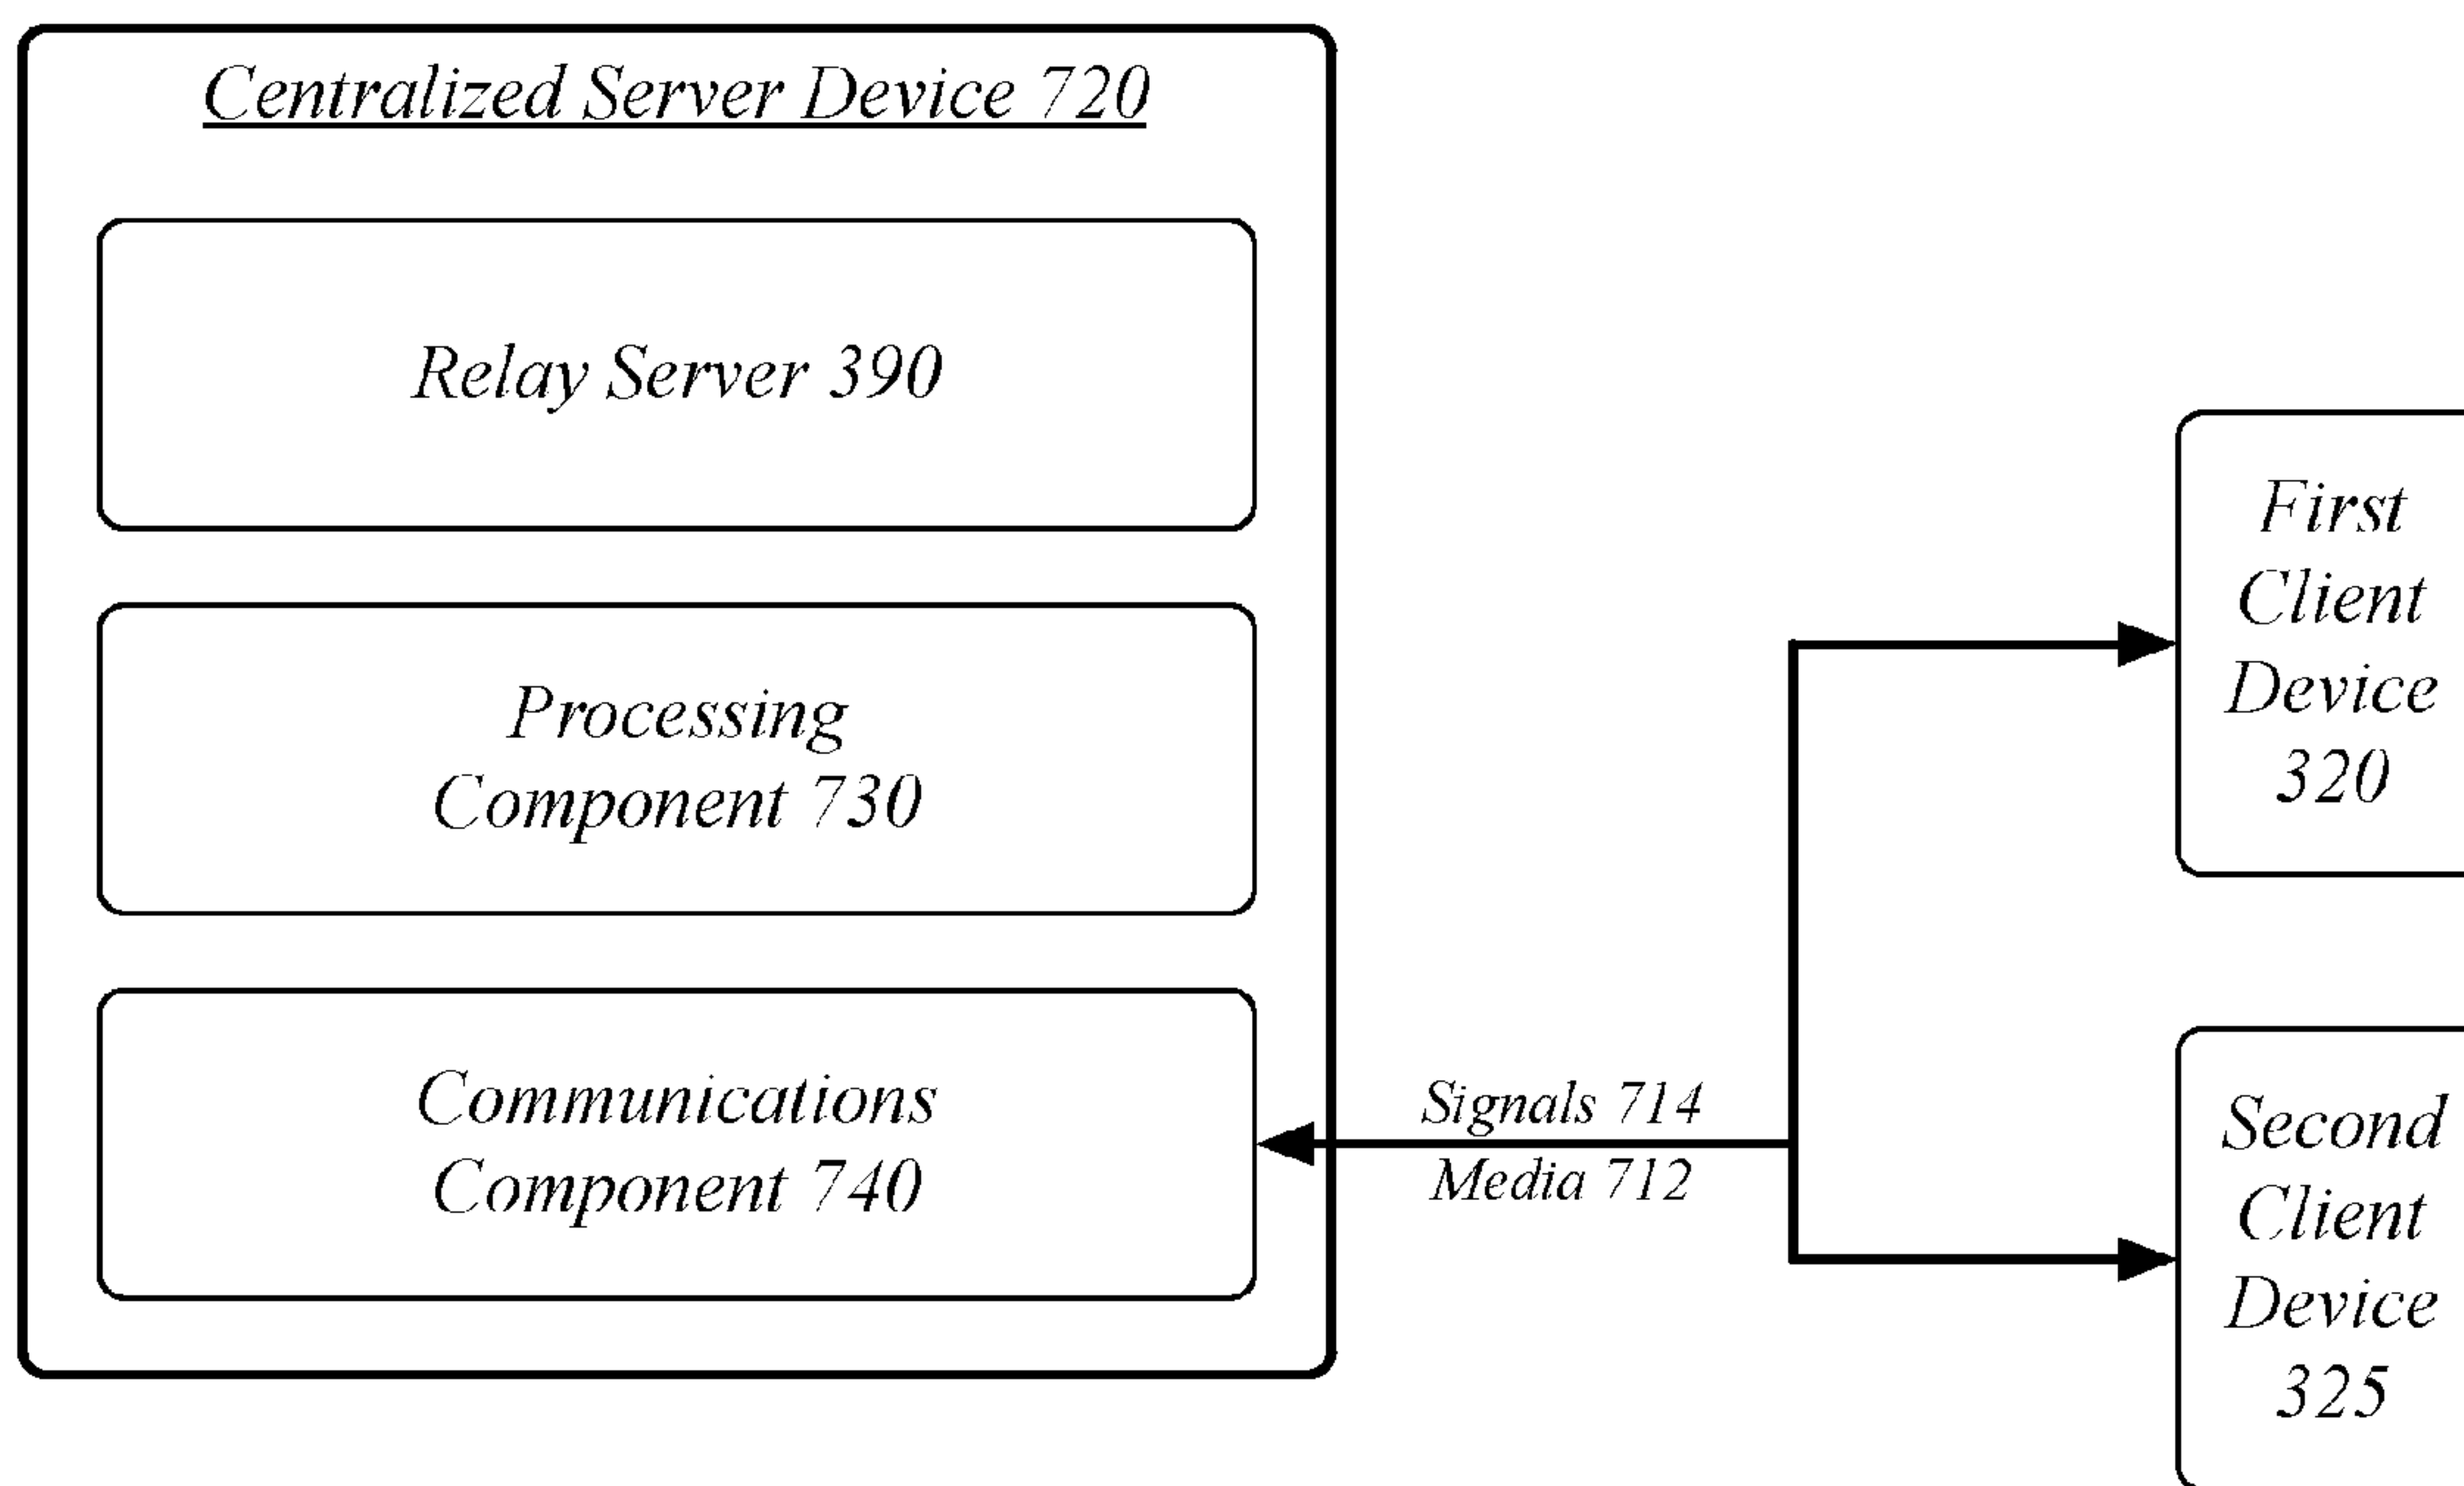 Centralized Server Device 720
Relay Server 390
Processing
Component 730
Communications
Component 740
Signals 714
Media 712
First
Client
Device
320
Second
Client
Device
325